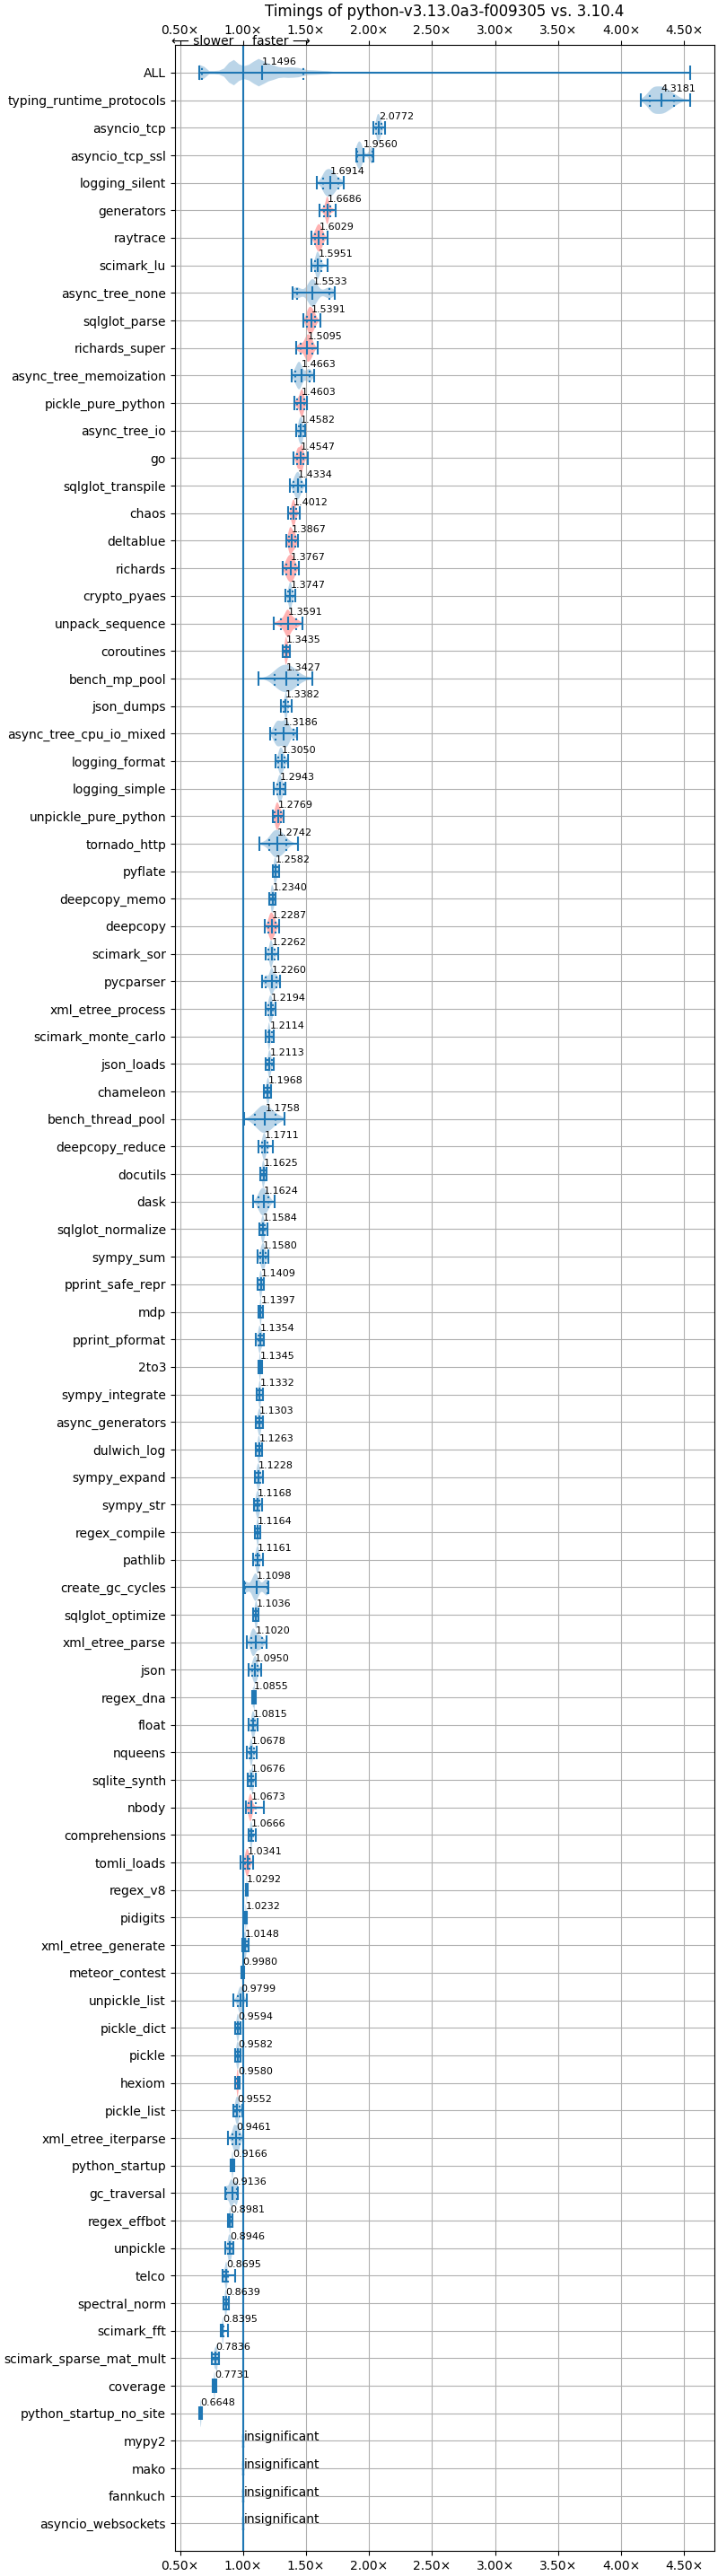 Timings of python-v3.13.0a3-f009305 vs. 3.10.4
0.50× 1.00× 1.50× 2.00× 2.50× 3.00× 3.50× 4.00× 4.50×
⟵ slower faster ⟶
ALL 1.1496
typing_runtime_protocols 4.3181
asyncio_tcp 2.0772
asyncio_tcp_ssl 1.9560
logging_silent 1.6914
generators 1.6686
raytrace 1.6029
scimark_lu 1.5951
async_tree_none 1.5533
sqlglot_parse 1.5391
richards_super 1.5095
async_tree_memoization 1.4663
pickle_pure_python 1.4603
async_tree_io 1.4582
go 1.4547
sqlglot_transpile 1.4334
chaos 1.4012
deltablue 1.3867
richards 1.3767
crypto_pyaes 1.3747
unpack_sequence 1.3591
coroutines 1.3435
bench_mp_pool 1.3427
json_dumps 1.3382
async_tree_cpu_io_mixed 1.3186
logging_format 1.3050
logging_simple 1.2943
unpickle_pure_python 1.2769
tornado_http 1.2742
pyflate 1.2582
deepcopy_memo 1.2340
deepcopy 1.2287
scimark_sor 1.2262
pycparser 1.2260
xml_etree_process 1.2194
scimark_monte_carlo 1.2114
json_loads 1.2113
chameleon 1.1968
bench_thread_pool 1.1758
deepcopy_reduce 1.1711
docutils 1.1625
dask 1.1624
sqlglot_normalize 1.1584
sympy_sum 1.1580
pprint_safe_repr 1.1409
mdp 1.1397
pprint_pformat 1.1354
2to3 1.1345
sympy_integrate 1.1332
async_generators 1.1303
dulwich_log 1.1263
sympy_expand 1.1228
sympy_str 1.1168
regex_compile 1.1164
pathlib 1.1161
create_gc_cycles 1.1098
sqlglot_optimize 1.1036
xml_etree_parse 1.1020
json 1.0950
regex_dna 1.0855
float 1.0815
nqueens 1.0678
sqlite_synth 1.0676
nbody 1.0673
comprehensions 1.0666
tomli_loads 1.0341
regex_v8 1.0292
pidigits 1.0232
xml_etree_generate 1.0148
meteor_contest 0.9980
unpickle_list 0.9799
pickle_dict 0.9594
pickle 0.9582
hexiom 0.9580
pickle_list 0.9552
xml_etree_iterparse 0.9461
python_startup 0.9166
gc_traversal 0.9136
regex_effbot 0.8981
unpickle 0.8946
telco 0.8695
spectral_norm 0.8639
scimark_fft 0.8395
scimark_sparse_mat_mult 0.7836
coverage 0.7731
python_startup_no_site 0.6648
mypy2 insignificant
mako insignificant
fannkuch insignificant
asyncio_websockets insignificant
0.50× 1.00× 1.50× 2.00× 2.50× 3.00× 3.50× 4.00× 4.50×